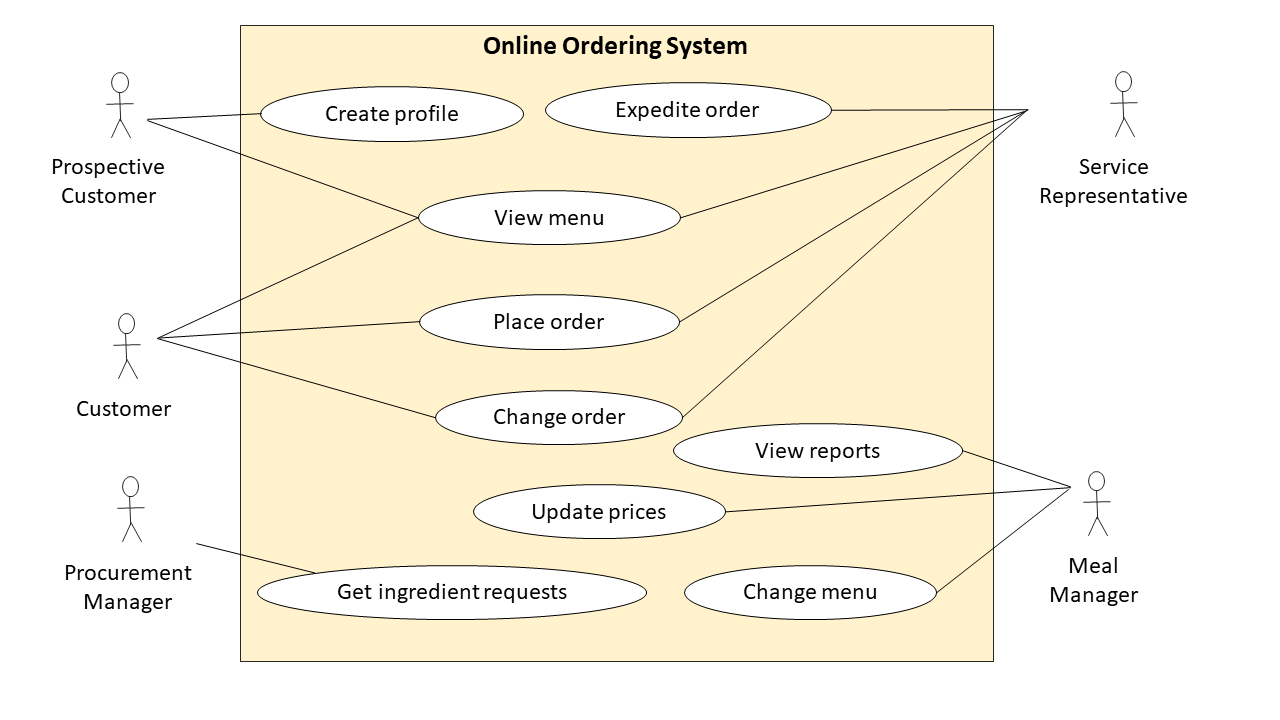 Online Ordering System
Create profile
Expedite order
Prospective
Customer
Service
Representative
View menu
Place order
Customer
Change order
View reports
Update prices
Procurement
Manager
Get ingredient requests
Change menu
Meal
Manager